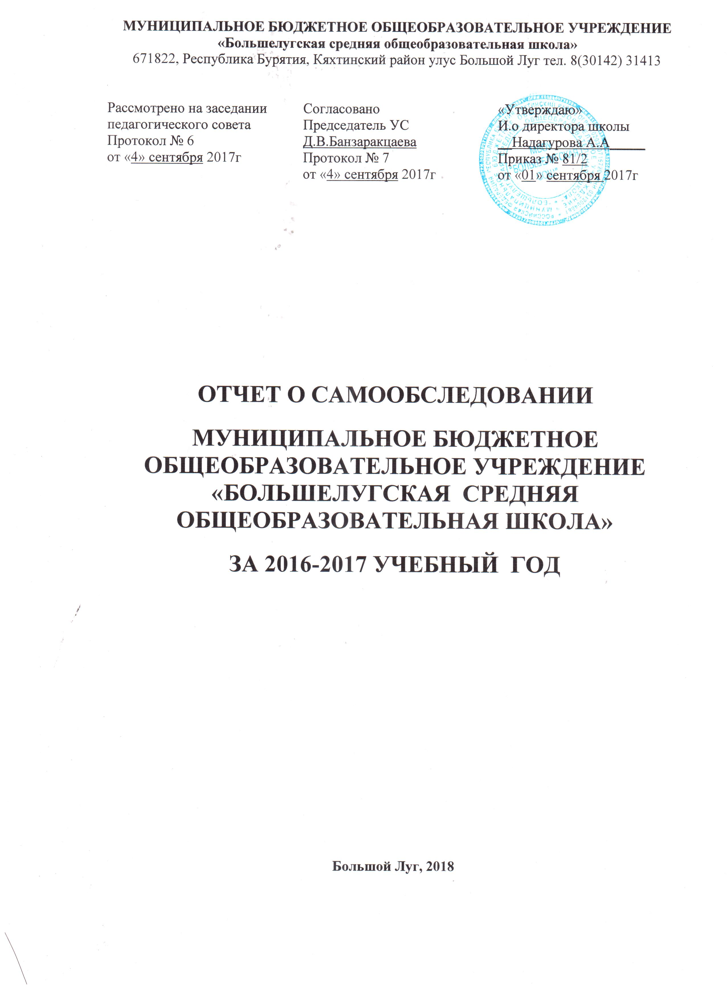 МУНИЦИПАЛЬНОЕ БЮДЖЕТНОЕ ОБЩЕОБРАЗОВАТЕЛЬНОЕ УЧРЕЖДЕНИЕ
«Большелугская средняя общеобразовательная школа»
671822, Республика Бурятия, Кяхтинский район улус Большой Луг тел. 8(30142) 31413
Рассмотрено на заседании
педагогического совета
Протокол № 6
от «4» сентября 2017г
Согласовано
Председатель УС
Д.В.Банзаракцаева
Протокол № 7
от «4» сентября 2017г
«Утверждаю»
И.о директора школы
Надагурова А.А
Приказ № 81/2
от «01» сентября 2017г
ОТЧЕТ О САМООБСЛЕДОВАНИИ
МУНИЦИПАЛЬНОЕ БЮДЖЕТНОЕ
ОБЩЕОБРАЗОВАТЕЛЬНОЕ УЧРЕЖДЕНИЕ
«БОЛЬШЕЛУГСКАЯ СРЕДНЯЯ
ОБЩЕОБРАЗОВАТЕЛЬНАЯ ШКОЛА»
ЗА 2016-2017 УЧЕБНЫЙ ГОД
Большой Луг, 2018